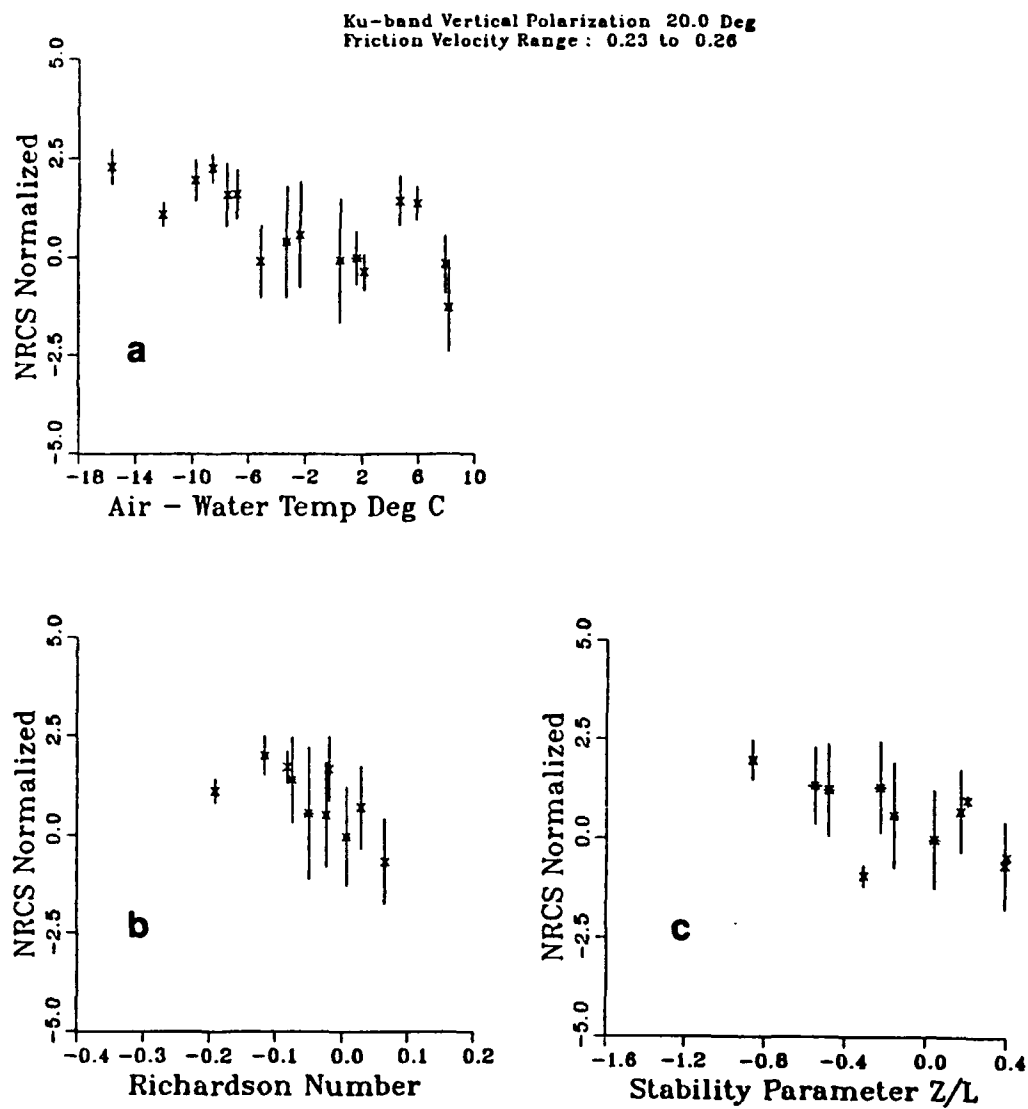 Ku-band Vertical Polarization 20.0 Deg
Friction Velocity Range : 0.23 to 0.26
NRCS Normalized
5.0
2.5
0.0
-2.5
-5.0
a
-18 -14 -10 -6 -2 2 6 10
Air - Water Temp Deg C
NRCS Normalized
5.0
2.5
0.0
-2.5
-5.0
b
-0.4 -0.3 -0.2 -0.1 0.0 0.1 0.2
Richardson Number
NRCS Normalized
5.0
2.5
0.0
-2.5
-5.0
c
-1.6 -1.2 -0.8 -0.4 0.0 0.4
Stability Parameter Z/L